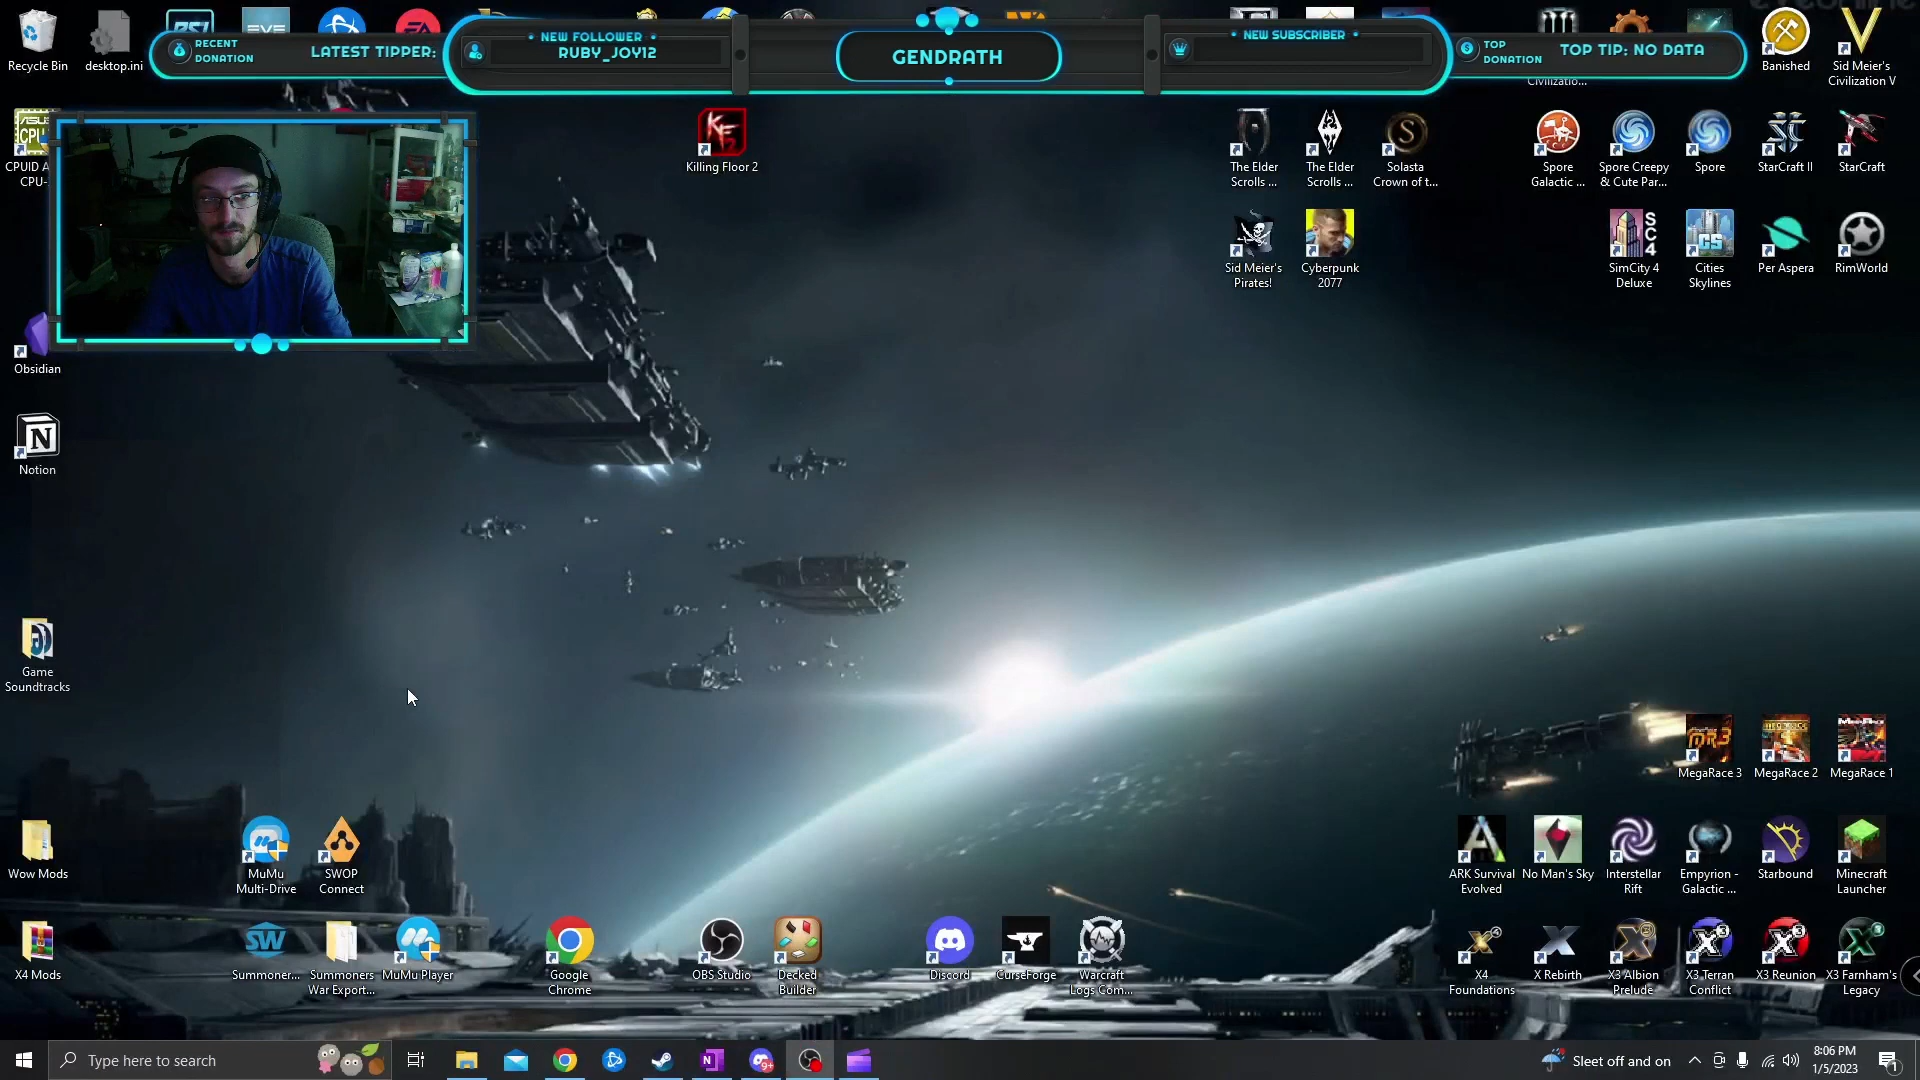 RECENT
DONATION
LATEST TIPPER:
NEW FOLLOWER
RUBY_JOY12
GENDRATH
NEW SUBSCRIBER
TOP
DONATION
TOP TIP: NO DATA
Recycle Bin
desktop.ini
Civilizatio...
Banished
Sid Meier's
Civilization V
CPUID A
CPU-
Killing Floor 2
The Elder
Scrolls ...
The Elder
Scrolls ...
Solasta
Crown of t...
Spore
Galactic ...
Spore Creepy
& Cute Par...
Spore
StarCraft II
StarCraft
Sid Meier's
Pirates!
Cyberpunk
2077
SimCity 4
Deluxe
Cities
Skylines
Per Aspera
RimWorld
Obsidian
Notion
Game
Soundtracks
MegaRace 3
MegaRace 2
MegaRace 1
Wow Mods
MuMu
Multi-Drive
SWOP
Connect
ARK Survival
Evolved
No Man's Sky
Interstellar
Rift
Empyrion -
Galactic ...
Starbound
Minecraft
Launcher
X4 Mods
Summoner...
Summoners
War Export...
MuMu Player
Google
Chrome
OBS Studio
Decked
Builder
Discord
CurseForge
Warcraft
Logs Com...
X4
Foundations
X Rebirth
X3 Albion
Prelude
X3 Terran
Conflict
X3 Reunion
X3 Farnham's
Legacy
Type here to search
Sleet off and on
8:06 PM
1/5/2023